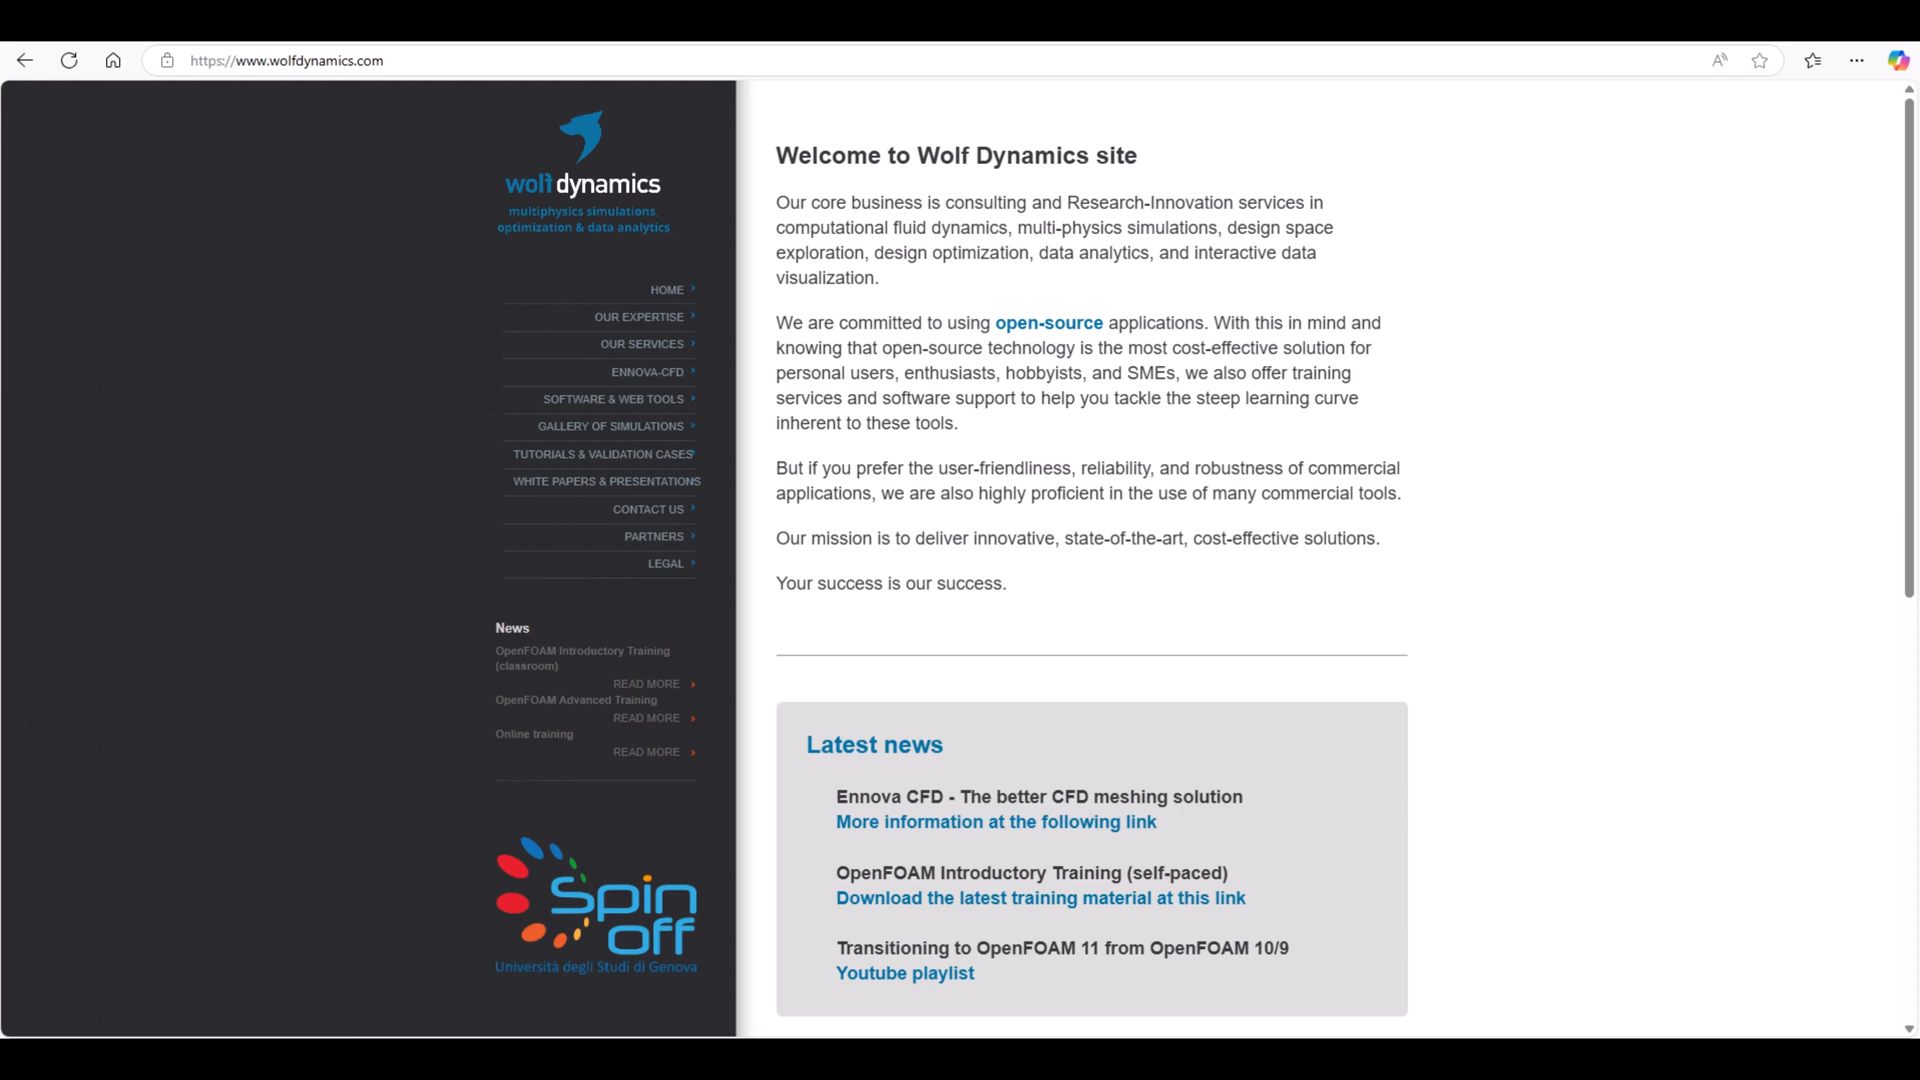 https://www.wolfdynamics.com
wolf dynamics
multiphysics simulations,
optimization & data analytics
HOME
OUR EXPERTISE
OUR SERVICES
ENNOVA-CFD
SOFTWARE & WEB TOOLS
GALLERY OF SIMULATIONS
TUTORIALS & VALIDATION CASES
WHITE PAPERS & PRESENTATIONS
CONTACT US
PARTNERS
LEGAL
News
OpenFOAM Introductory Training
(classroom)
READ MORE
OpenFOAM Advanced Training
READ MORE
Online training
READ MORE
Spin
off
Università degli Studi di Genova
Welcome to Wolf Dynamics site
Our core business is consulting and Research-Innovation services in
computational fluid dynamics, multi-physics simulations, design space
exploration, design optimization, data analytics, and interactive data
visualization.
We are committed to using open-source applications. With this in mind and
knowing that open-source technology is the most cost-effective solution for
personal users, enthusiasts, hobbyists, and SMEs, we also offer training
services and software support to help you tackle the steep learning curve
inherent to these tools.
But if you prefer the user-friendliness, reliability, and robustness of commercial
applications, we are also highly proficient in the use of many commercial tools.
Our mission is to deliver innovative, state-of-the-art, cost-effective solutions.
Your success is our success.
Latest news
Ennova CFD - The better CFD meshing solution
More information at the following link
OpenFOAM Introductory Training (self-paced)
Download the latest training material at this link
Transitioning to OpenFOAM 11 from OpenFOAM 10/9
Youtube playlist